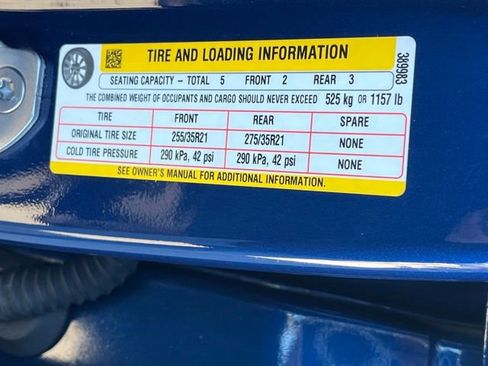 TIRE AND LOADING INFORMATION
SEATING CAPACITY – TOTAL 5 FRONT 2 REAR 3
THE COMBINED WEIGHT OF OCCUPANTS AND CARGO SHOULD NEVER EXCEED 525 kg OR 1157 lb
TIRE FRONT REAR SPARE
ORIGINAL TIRE SIZE 255/35R21 275/35R21 NONE
COLD TIRE PRESSURE 290 kPa, 42 psi 290 kPa, 42 psi NONE
SEE OWNER'S MANUAL FOR ADDITIONAL INFORMATION.
389983